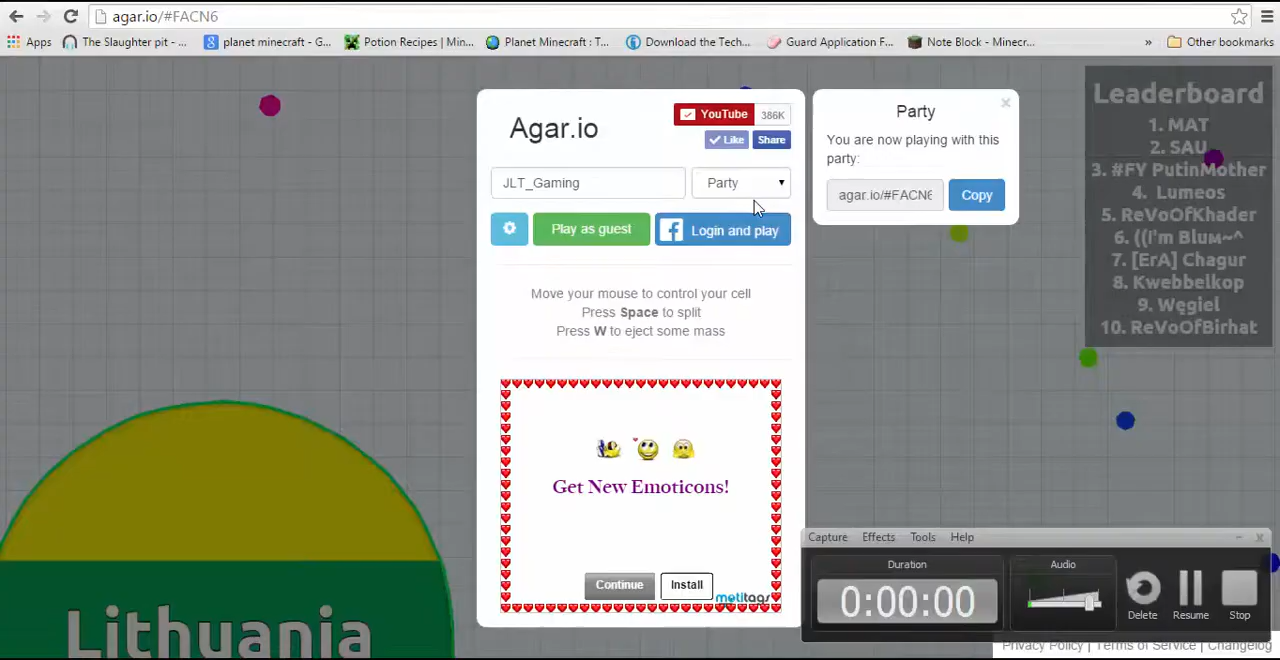 agar.io/#FACN6
Apps
The Slaughter pit - ...
planet minecraft - G...
Potion Recipes | Min...
Planet Minecraft : T...
Download the Tech...
Guard Application F...
Note Block - Minecr...
»
Other bookmarks
Agar.io
YouTube 386K
Like Share
JLT_Gaming
Party
Play as guest
Login and play
Move your mouse to control your cell
Press Space to split
Press W to eject some mass
Get New Emoticons!
Continue
Install
metitags
Party
×
You are now playing with this
party:
agar.io/#FACN6
Copy
Leaderboard
1. MAT
2. SAU
3. #FY PutinMother
4. Lumeos
5. ReVoOfKhader
6. ((I'm Bluм~^
7. [ErA] Chagur
8. Kwebbelkop
9. Węgiel
10. ReVoOfBirhat
Lithuania
Capture Effects Tools Help
Duration
0:00:00
Audio
Delete
Resume
Stop
Privacy Policy | Terms of Service | Changelog